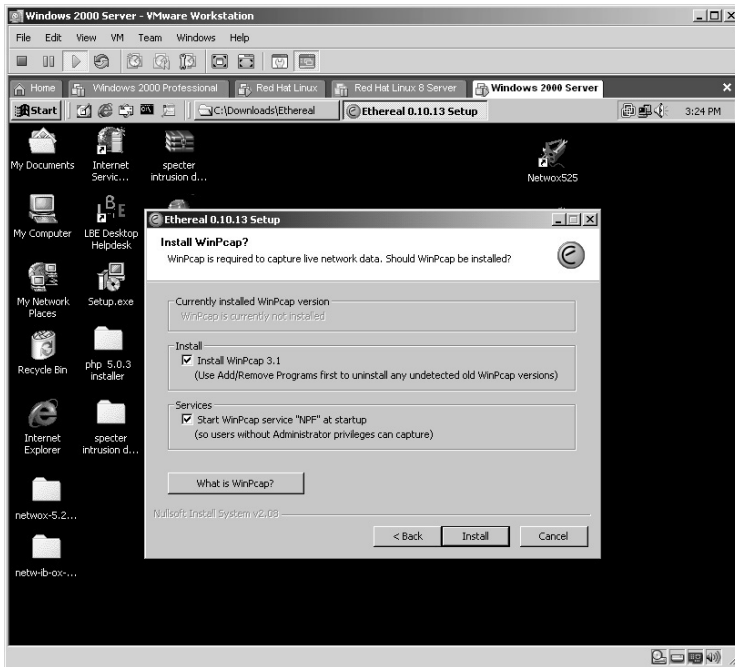 Windows 2000 Server - VMware Workstation
File Edit View VM Team Windows Help
Home Windows 2000 Professional Red Hat Linux Red Hat Linux 8 Server Windows 2000 Server
Start C:\Downloads\Ethereal Ethereal 0.10.13 Setup 3:24 PM
My Documents
Internet Servic...
specter intrusion d...
Netwox525
My Computer
LBE Desktop Helpdesk
My Network Places
Setup.exe
Recycle Bin
php 5.0.3 installer
Internet Explorer
specter intrusion d...
netwox-5.2...
netw-ib-ox-...
Ethereal 0.10.13 Setup
Install WinPcap?
WinPcap is required to capture live network data. Should WinPcap be installed?
Currently installed WinPcap version
WinPcap is currently not installed
Install
Install WinPcap 3.1
(Use Add/Remove Programs first to uninstall any undetected old WinPcap versions)
Services
Start WinPcap service "NPF" at startup
(so users without Administrator privileges can capture)
What is WinPcap?
Nullsoft Install System v2.08
< Back Install Cancel